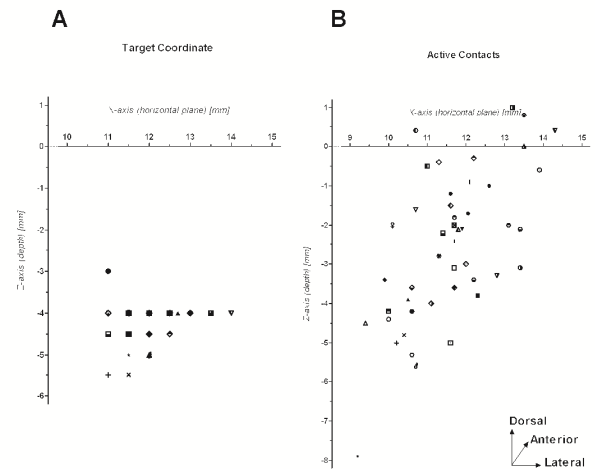 A
Target Coordinate
X-axis (horizontal plane) [mm]
10 11 12 13 14 15
1
0
-1
-2
-3
-4
-5
-6
Z-axis (depth) [mm]
B
Active Contacts
X-axis (horizontal plane) [mm]
9 10 11 12 13 14 15
1
0
-1
-2
-3
-4
-5
-6
-7
-8
Z-axis (depth) [mm]
Dorsal
Anterior
Lateral